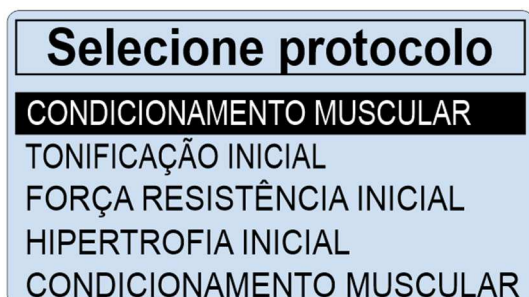 Selecione protocolo
CONDICIONAMENTO MUSCULAR
TONIFICAÇÃO INICIAL
FORÇA RESISTÊNCIA INICIAL
HIPERTROFIA INICIAL
CONDICIONAMENTO MUSCULAR